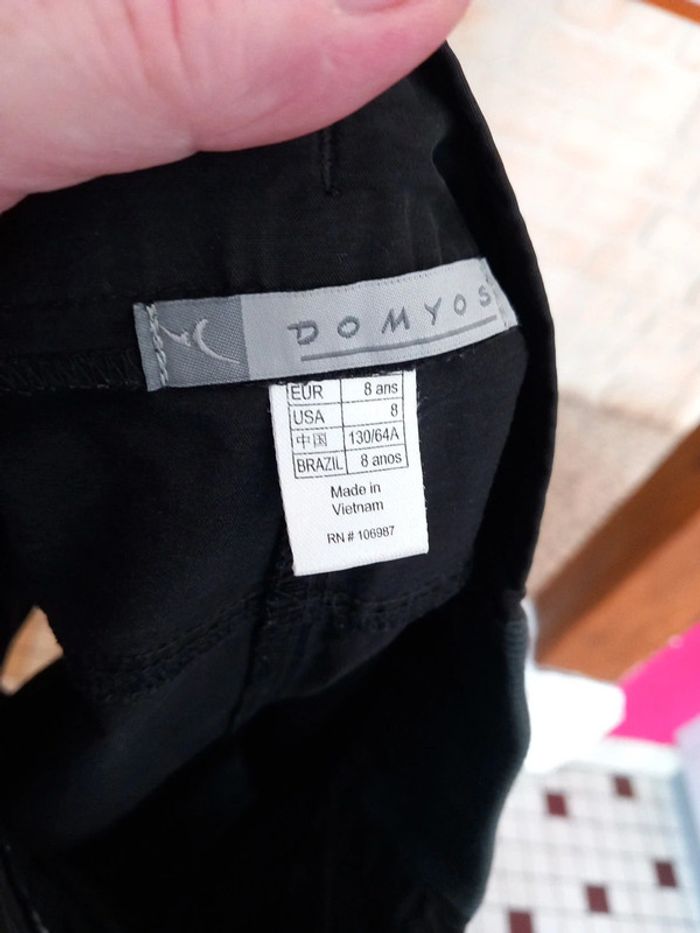 DOMYOS
EUR 8 ans
USA 8
中国 130/64A
BRAZIL 8 anos
Made in
Vietnam
RN # 106987